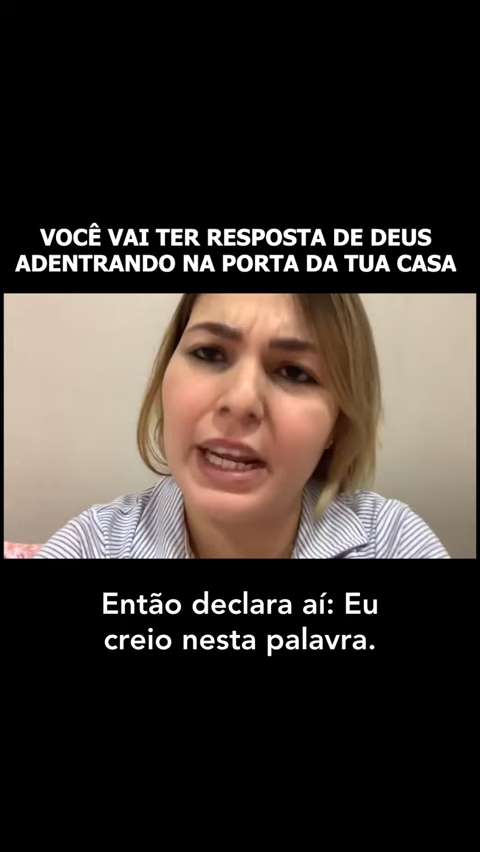 VOCÊ VAI TER RESPOSTA DE DEUS
ADENTRANDO NA PORTA DA TUA CASA
Então declara aí: Eu
creio nesta palavra.